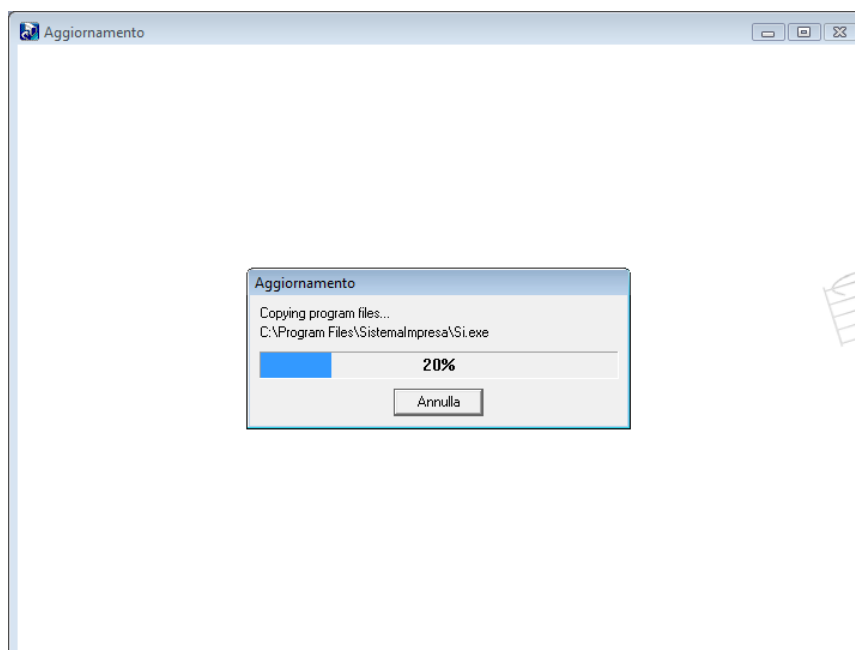 Aggiornamento
Aggiornamento
Copying program files...
C:\Program Files\SistemaImpresa\Si.exe
20%
Annulla